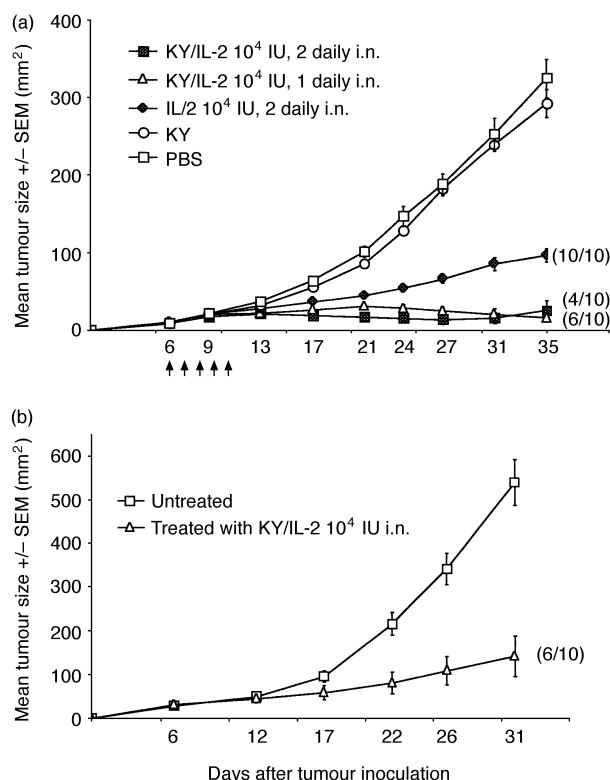 (a)
400
300
200
100
0
Mean tumour size +/− SEM (mm²)
KY/IL-2 10⁴ IU, 2 daily i.n.
KY/IL-2 10⁴ IU, 1 daily i.n.
IL/2 10⁴ IU, 2 daily i.n.
KY
PBS
(10/10)
(4/10)
(6/10)
6 9 13 17 21 24 27 31 35
(b)
600
500
400
300
200
100
0
Mean tumour size +/− SEM (mm²)
Untreated
Treated with KY/IL-2 10⁴ IU i.n.
(6/10)
6 12 17 22 26 31
Days after tumour inoculation